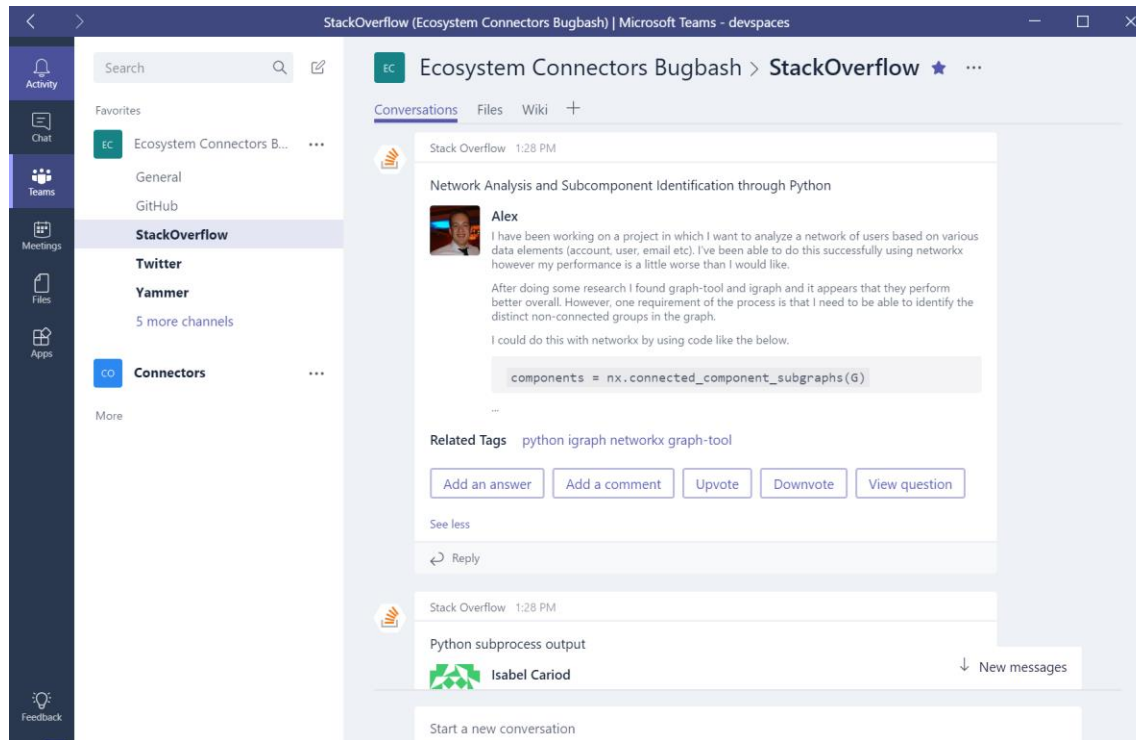 StackOverflow (Ecosystem Connectors Bugbash) | Microsoft Teams - devspaces
Activity
Chat
Teams
Meetings
Files
Apps
Feedback
Search
Favorites
EC Ecosystem Connectors B... ...
General
GitHub
StackOverflow
Twitter
Yammer
5 more channels
CO Connectors ...
More
EC Ecosystem Connectors Bugbash > StackOverflow ...
Conversations Files Wiki +
Stack Overflow 1:28 PM
Network Analysis and Subcomponent Identification through Python
Alex
I have been working on a project in which I want to analyze a network of users based on various
data elements (account, user, email etc). I've been able to do this successfully using networkx
however my performance is a little worse than I would like.
After doing some research I found graph-tool and igraph and it appears that they perform
better overall. However, one requirement of the process is that I need to be able to identify the
distinct non-connected groups in the graph.
I could do this with networkx by using code like the below.
components = nx.connected_component_subgraphs(G)
...
Related Tags python igraph networkx graph-tool
Add an answer Add a comment Upvote Downvote View question
See less
Reply
Stack Overflow 1:28 PM
Python subprocess output
Isabel Cariod
New messages
Start a new conversation